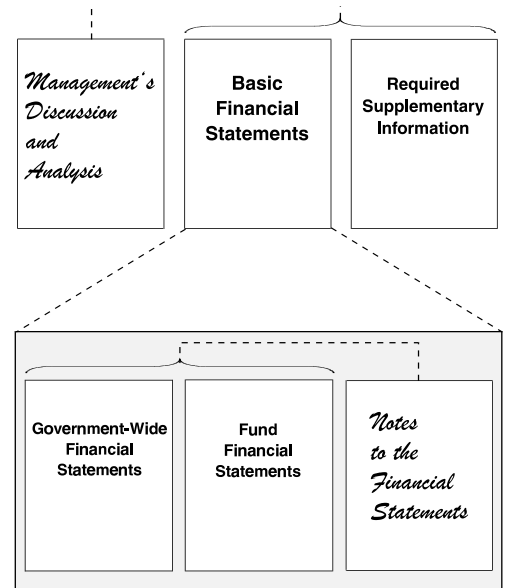 Management's
Discussion
and
Analysis
Basic
Financial
Statements
Required
Supplementary
Information
Government-Wide
Financial
Statements
Fund
Financial
Statements
Notes
to the
Financial
Statements